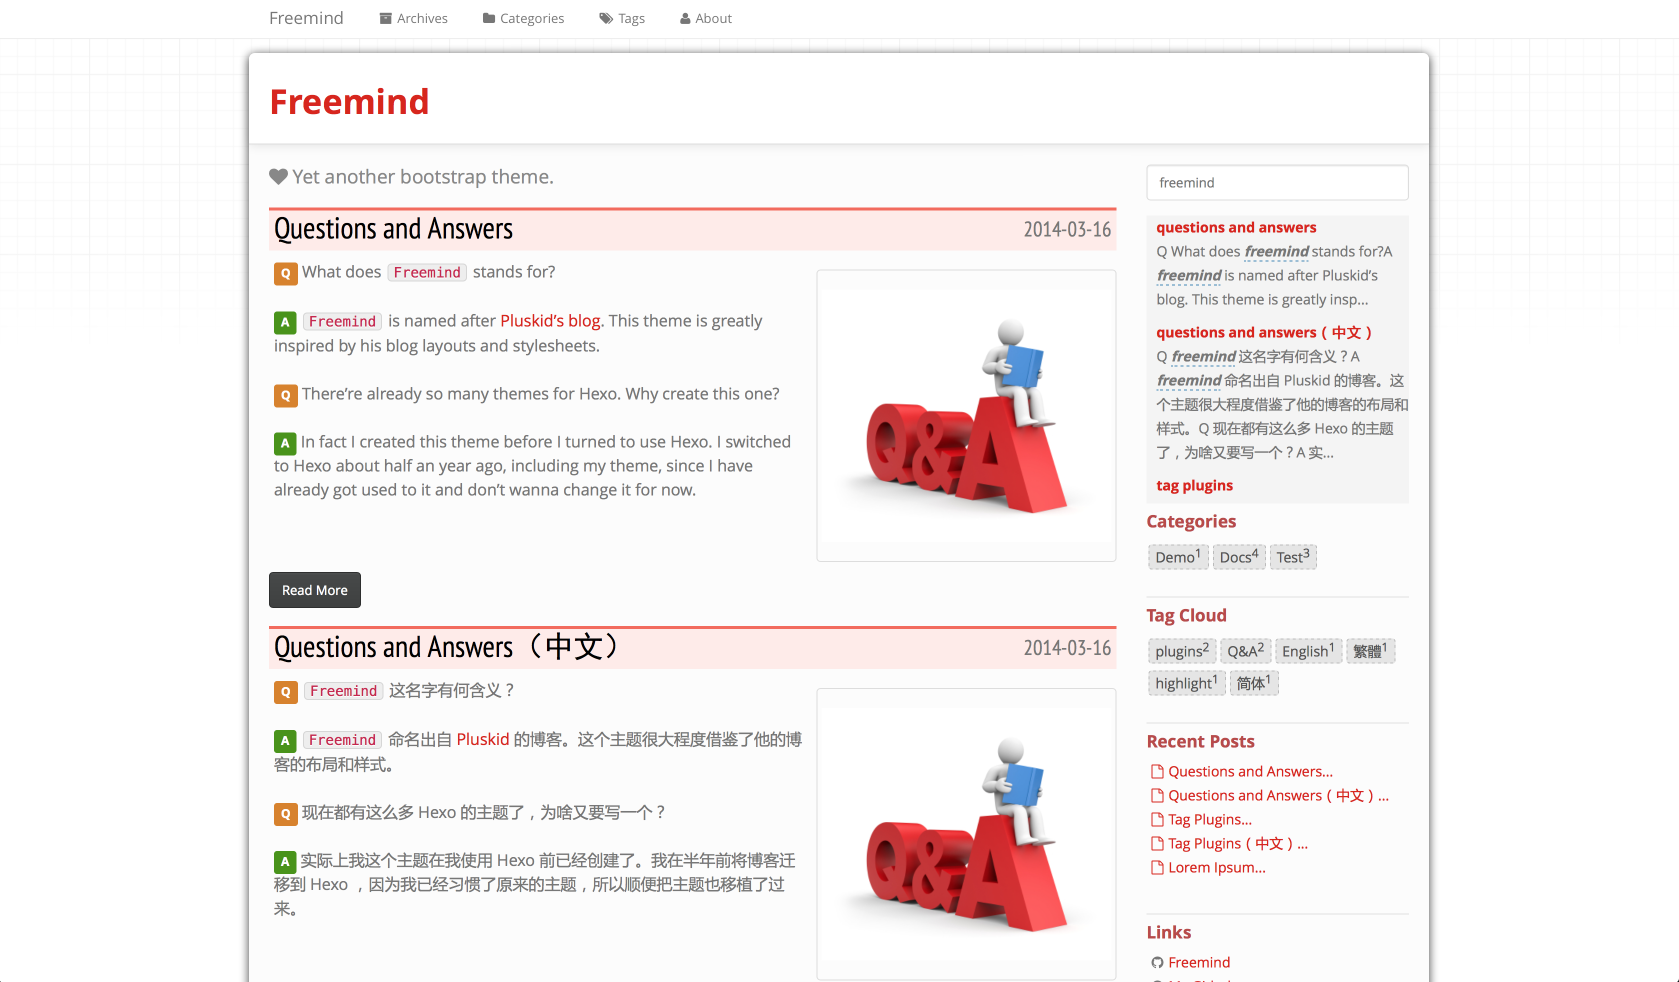 Freemind Archives Categories Tags About
Freemind
Yet another bootstrap theme.
Questions and Answers 2014-03-16
Q What does Freemind stands for?
A Freemind is named after Pluskid’s blog. This theme is greatly
inspired by his blog layouts and stylesheets.
Q There’re already so many themes for Hexo. Why create this one?
A In fact I created this theme before I turned to use Hexo. I switched
to Hexo about half an year ago, including my theme, since I have
already got used to it and don’t wanna change it for now.
Q&A
Read More
Questions and Answers（中文） 2014-03-16
Q Freemind 这名字有何含义？
A Freemind 命名出自 Pluskid 的博客。这个主题很大程度借鉴了他的博
客的布局和样式。
Q 现在都有这么多 Hexo 的主题了，为啥又要写一个？
A 实际上我这个主题在我使用 Hexo 前已经创建了。我在半年前将博客迁
移到 Hexo ，因为我已经习惯了原来的主题，所以顺便把主题也移植了过
来。
Q&A
freemind
questions and answers
Q What does freemind stands for?A
freemind is named after Pluskid’s
blog. This theme is greatly insp...
questions and answers（中文）
Q freemind 这名字有何含义？A
freemind 命名出自 Pluskid 的博客。这
个主题很大程度借鉴了他的博客的布局和
样式。Q 现在都有这么多 Hexo 的主题
了，为啥又要写一个？A 实...
tag plugins
Categories
Demo1 Docs4 Test3
Tag Cloud
plugins2 Q&A2 English1 繁體1
highlight1 简体1
Recent Posts
Questions and Answers...
Questions and Answers（中文）...
Tag Plugins...
Tag Plugins（中文）...
Lorem Ipsum...
Links
Freemind